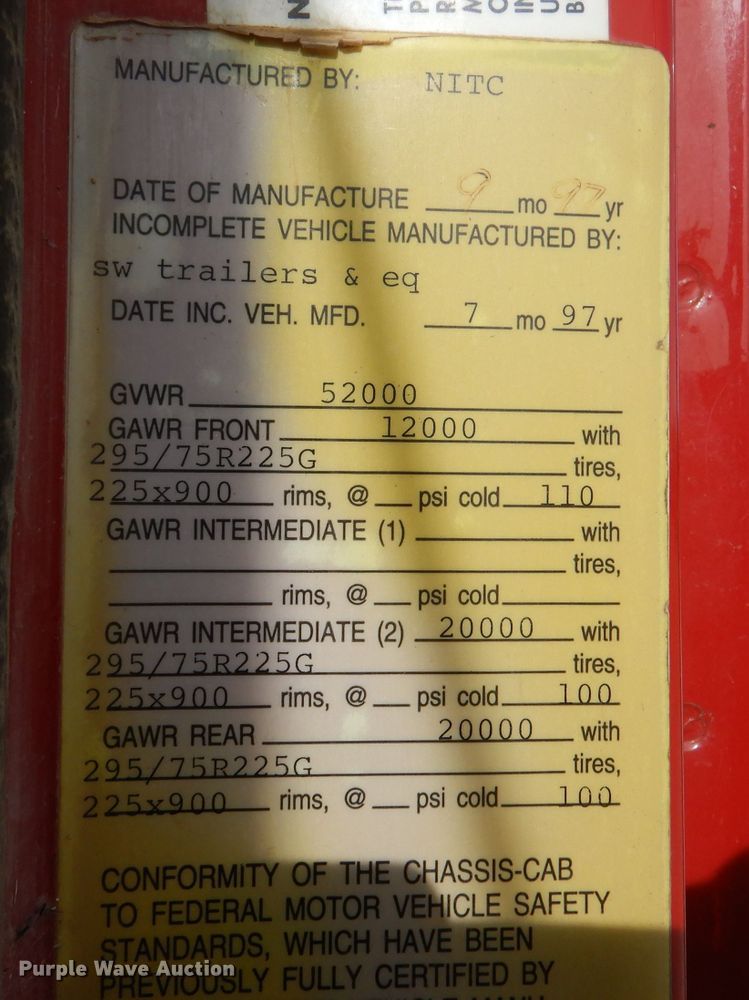 MANUFACTURED BY: NITC
DATE OF MANUFACTURE 9 mo 97 yr
INCOMPLETE VEHICLE MANUFACTURED BY:
sw trailers & eq
DATE INC. VEH. MFD. 7 mo 97 yr
GVWR 52000
GAWR FRONT 12000 with
295/75R225G tires,
225x900 rims, @ psi cold 110
GAWR INTERMEDIATE (1) with
tires,
rims, @ psi cold
GAWR INTERMEDIATE (2) 20000 with
295/75R225G tires,
225x900 rims, @ psi cold 100
GAWR REAR 20000 with
295/75R225G tires,
225x900 rims, @ psi cold 100
CONFORMITY OF THE CHASSIS-CAB
TO FEDERAL MOTOR VEHICLE SAFETY
STANDARDS, WHICH HAVE BEEN
PREVIOUSLY FULLY CERTIFIED BY
Purple Wave Auction